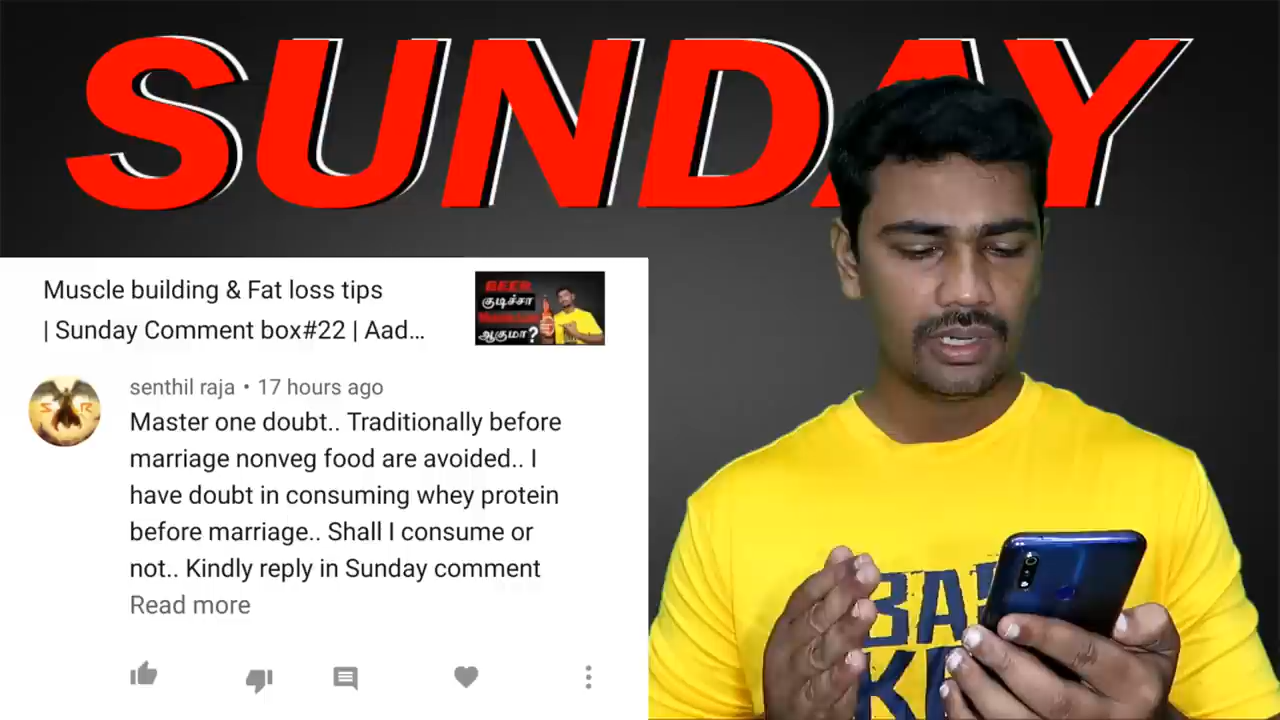 SUNDAY
Muscle building & Fat loss tips
| Sunday Comment box#22 | Aad...
BEER
குடிச்சா
ஆகுமா?
senthil raja • 17 hours ago
S R
Master one doubt.. Traditionally before
marriage nonveg food are avoided.. I
have doubt in consuming whey protein
before marriage.. Shall I consume or
not.. Kindly reply in Sunday comment
Read more